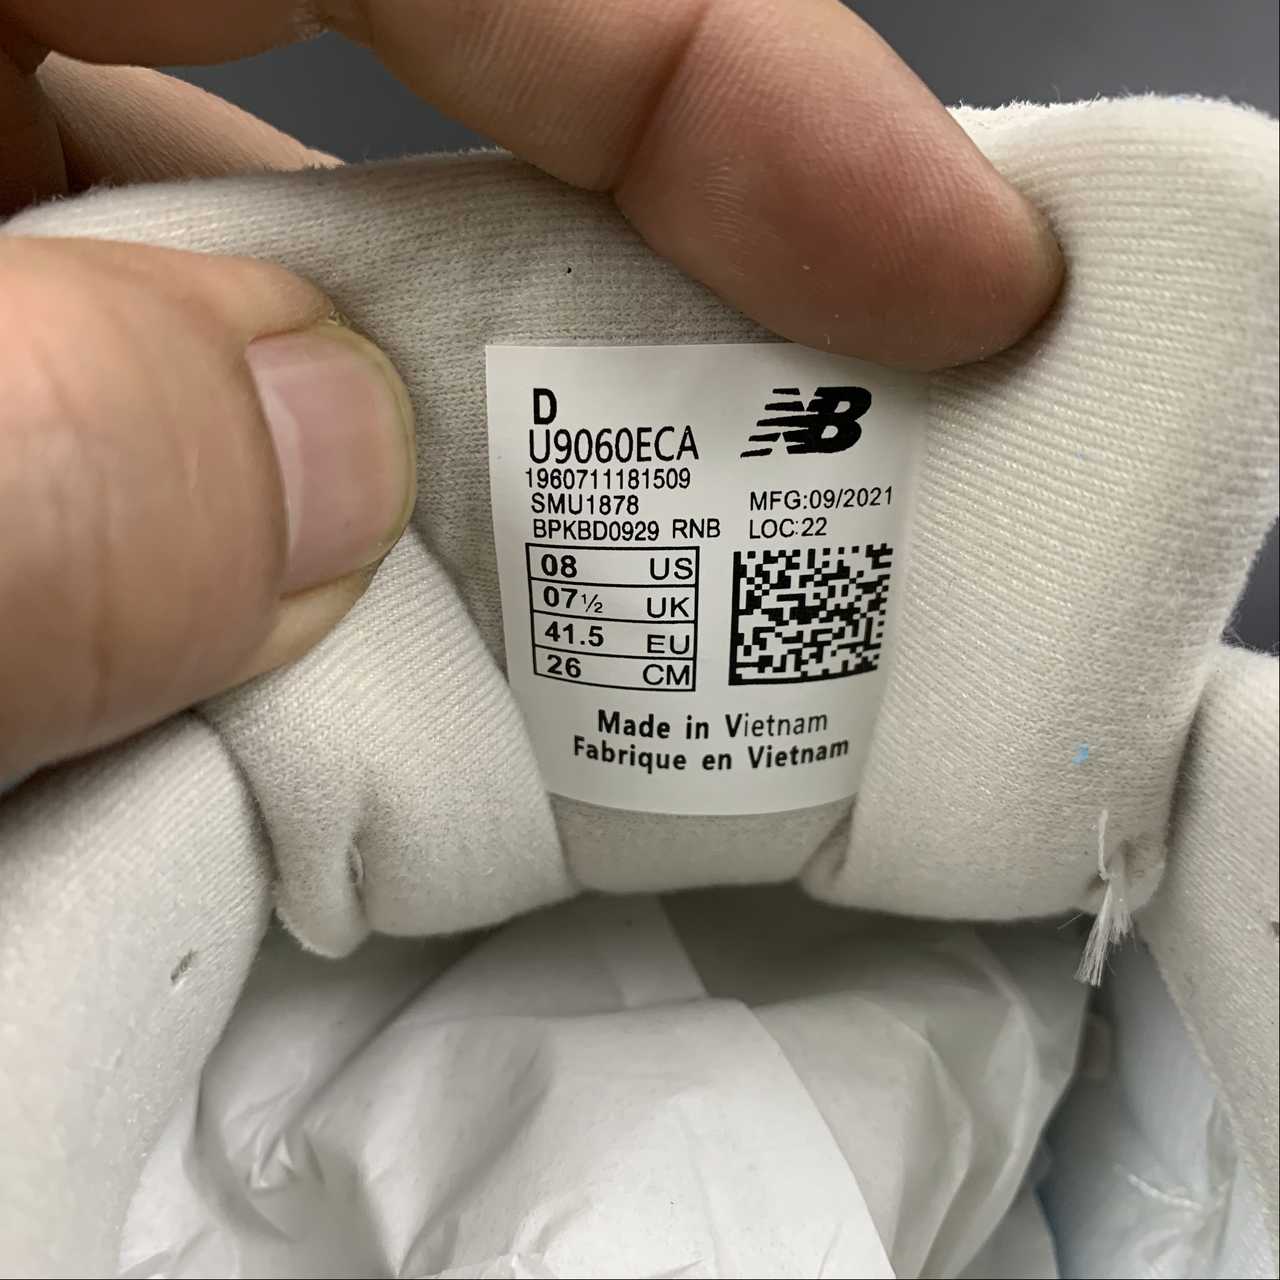 D
NB
U9060ECA
1960711181509
SMU1878
MFG:09/2021
BPKBD0929 RNB
LOC:22
08 US
07½ UK
41.5 EU
26 CM
Made in Vietnam
Fabrique en Vietnam